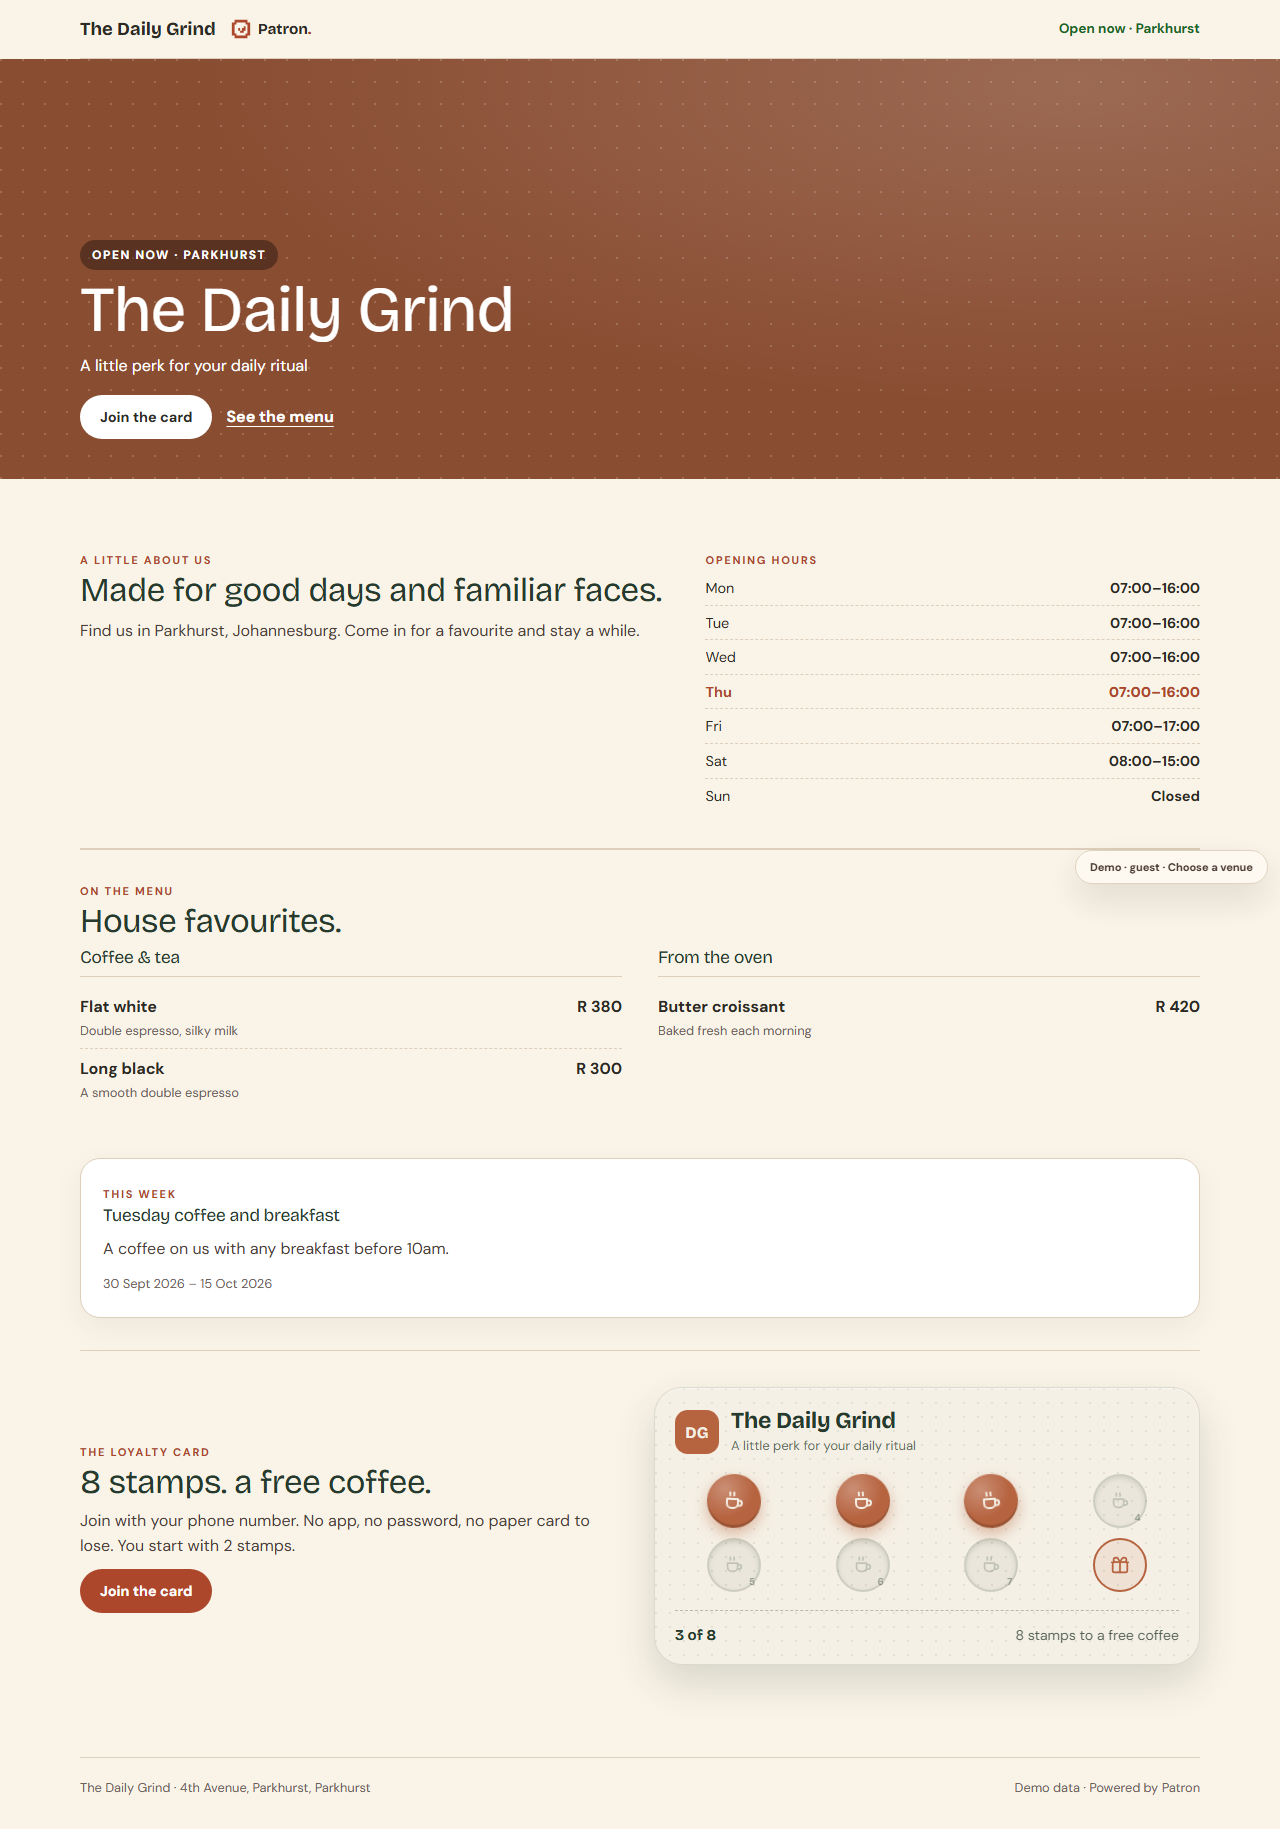 The Daily Grind
Patron.
Open now · Parkhurst
OPEN NOW · PARKHURST
The Daily Grind
A little perk for your daily ritual
Join the card
See the menu
A LITTLE ABOUT US
Made for good days and familiar faces.
Find us in Parkhurst, Johannesburg. Come in for a favourite and stay a while.
OPENING HOURS
Mon 07:00–16:00
Tue 07:00–16:00
Wed 07:00–16:00
Thu 07:00–16:00
Fri 07:00–17:00
Sat 08:00–15:00
Sun Closed
Demo · guest · Choose a venue
ON THE MENU
House favourites.
Coffee & tea
Flat white R 380
Double espresso, silky milk
Long black R 300
A smooth double espresso
From the oven
Butter croissant R 420
Baked fresh each morning
THIS WEEK
Tuesday coffee and breakfast
A coffee on us with any breakfast before 10am.
30 Sept 2026 – 15 Oct 2026
THE LOYALTY CARD
8 stamps. a free coffee.
Join with your phone number. No app, no password, no paper card to
lose. You start with 2 stamps.
Join the card
DG
The Daily Grind
A little perk for your daily ritual
4
5 6 7
3 of 8
8 stamps to a free coffee
The Daily Grind · 4th Avenue, Parkhurst, Parkhurst
Demo data · Powered by Patron